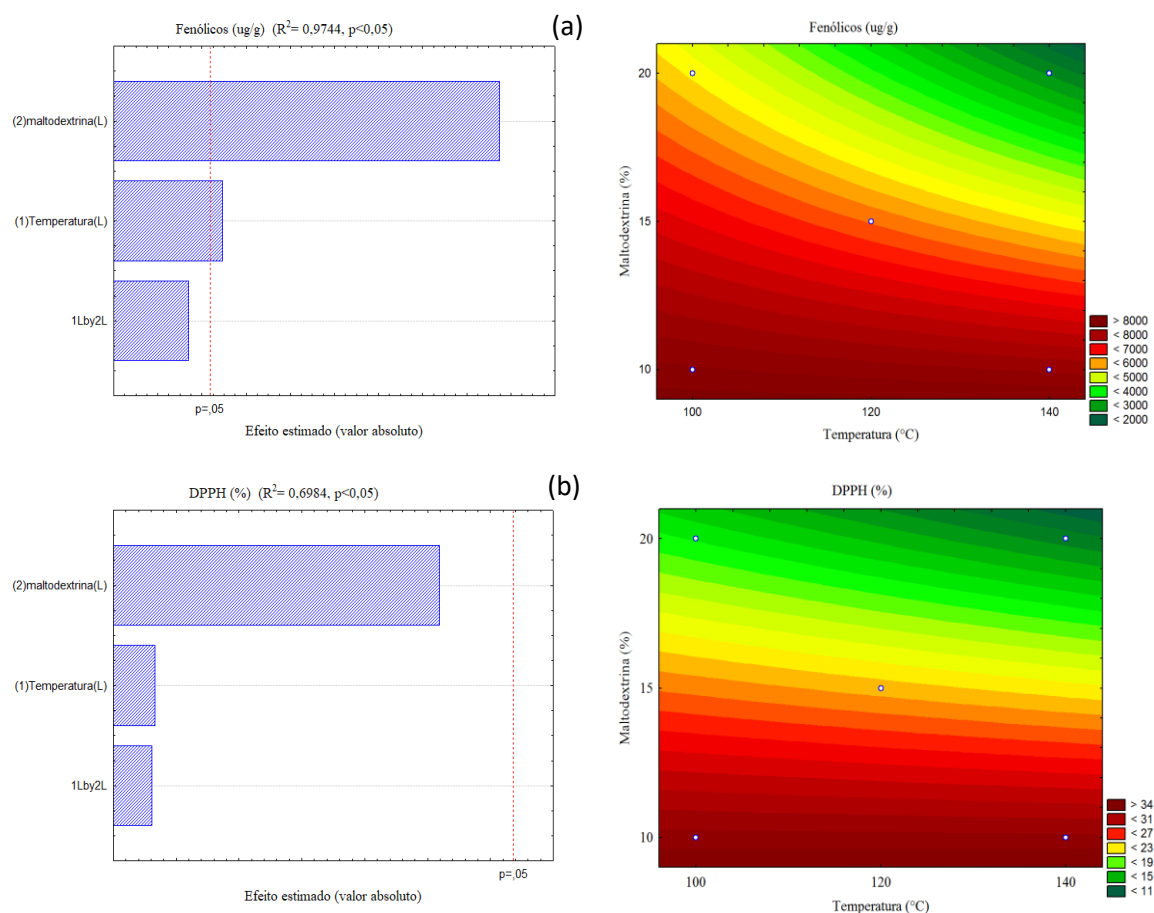 Fenólicos (ug/g) (R²= 0,9744, p<0,05)
(a)
(2)maltodextrina(L)
(1)Temperatura(L)
1Lby2L
p=,05
Efeito estimado (valor absoluto)
Fenólicos (ug/g)
Maltodextrina (%)
20
15
10
100
120
140
Temperatura (°C)
> 8000
< 8000
< 7000
< 6000
< 5000
< 4000
< 3000
< 2000
DPPH (%) (R²= 0,6984, p<0,05)
(b)
(2)maltodextrina(L)
(1)Temperatura(L)
1Lby2L
p=,05
Efeito estimado (valor absoluto)
DPPH (%)
Maltodextrina (%)
20
15
10
100
120
140
Temperatura (°C)
> 34
< 31
< 27
< 23
< 19
< 15
< 11